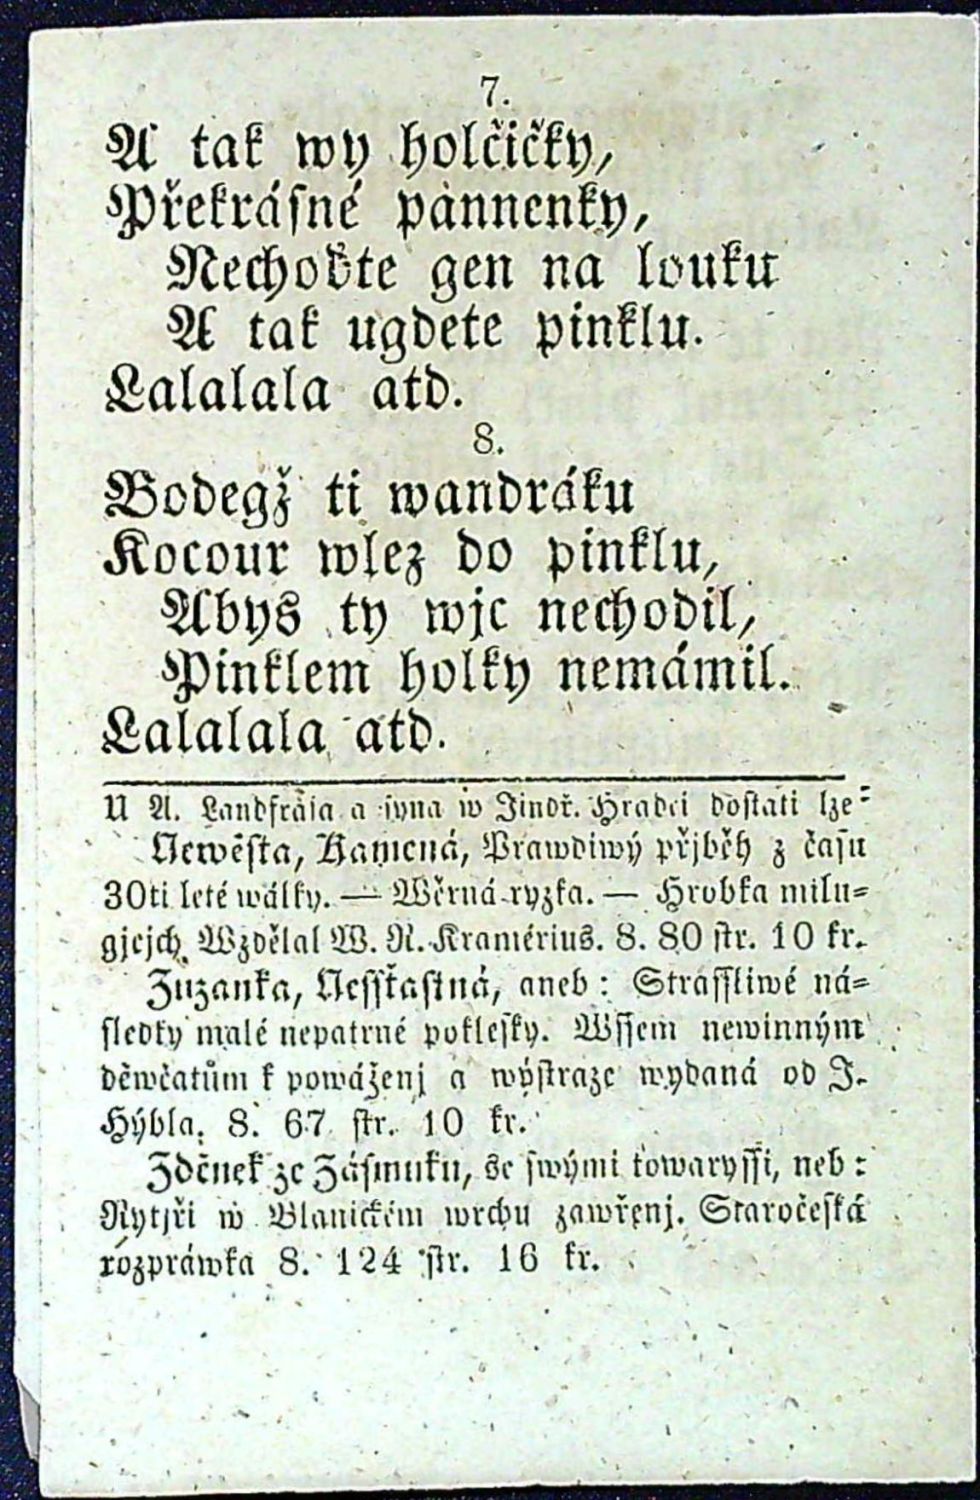 7.
A tak wy holčičky,
Překrásné pannenky,
Nechoďte gen na louku
A tak ugdete pinklu.
Lalalala atd.
8.
Bodegž ti wandráku
Kocour wlez do pinklu,
Abys ty wjc nechodil,
Pinklem holky nemámil.
Lalalala atd.
U A. Landfraſa a ſyna w Jindř. Hradci doſtati lze:
Newěſta, Kamenná, Prawdiwý přjběh z čaſu
30ti leté wálky. — Wěrná ryzka. — Hrobka milu-
gjcjch. Wzdělal W. R. Kramérius. 8. 80 ſtr. 10 kr.
Zuzanka, Neſſťaſtná, aneb: Straſſliwé ná-
ſledky malé nepatrné pokleſky. Wſſem newinným
děwčatům k powáženj a wýſtraze wydaná od J.
Hýbla. 8. 67 ſtr. 10 kr.
Zděnek ze Záſmuku, ſe ſwými towaryſſi, neb:
Rytjři w Blanickém wrchu zawřenj. Staročeſká
rozpráwka 8. 124 ſtr. 16 kr.